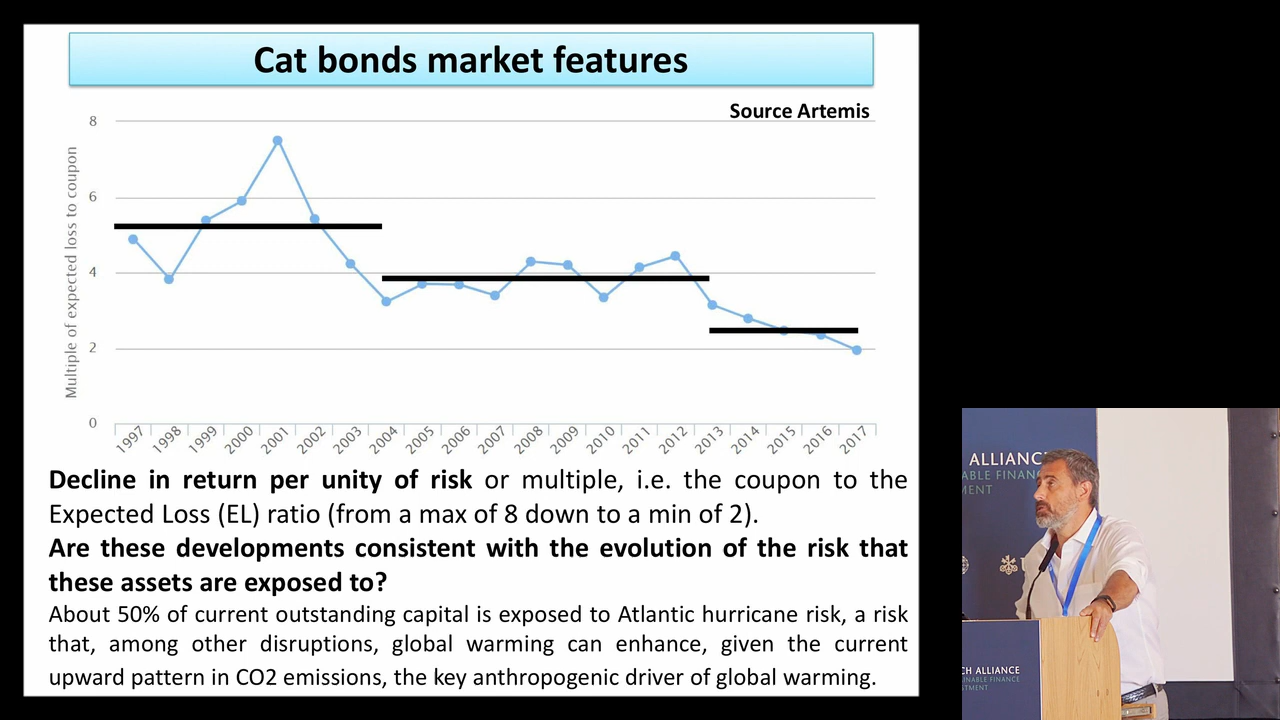 Cat bonds market features
Source Artemis
Multiple of expected loss to coupon
8
6
4
2
0
1997 1998 1999 2000 2001 2002 2003 2004 2005 2006 2007 2008 2009 2010 2011 2012 2013 2014 2015 2016 2017
Decline in return per unity of risk or multiple, i.e. the coupon to the
Expected Loss (EL) ratio (from a max of 8 down to a min of 2).
Are these developments consistent with the evolution of the risk that
these assets are exposed to?
About 50% of current outstanding capital is exposed to Atlantic hurricane risk, a risk
that, among other disruptions, global warming can enhance, given the current
upward pattern in CO2 emissions, the key anthropogenic driver of global warming.
ALLIANC
ABLE FINANC
MENT
CH ALLIANCE
INABLE FINANCE
STMENT